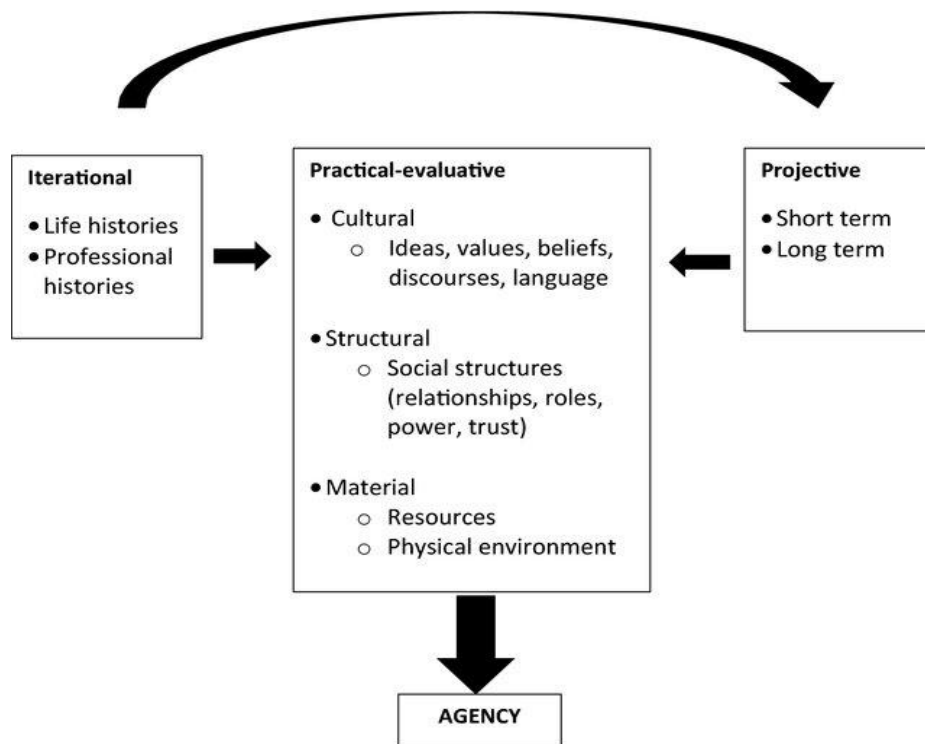 Iterational
• Life histories
• Professional
histories
Practical-evaluative
• Cultural
o Ideas, values, beliefs,
discourses, language
• Structural
o Social structures
(relationships, roles,
power, trust)
• Material
o Resources
o Physical environment
Projective
• Short term
• Long term
AGENCY